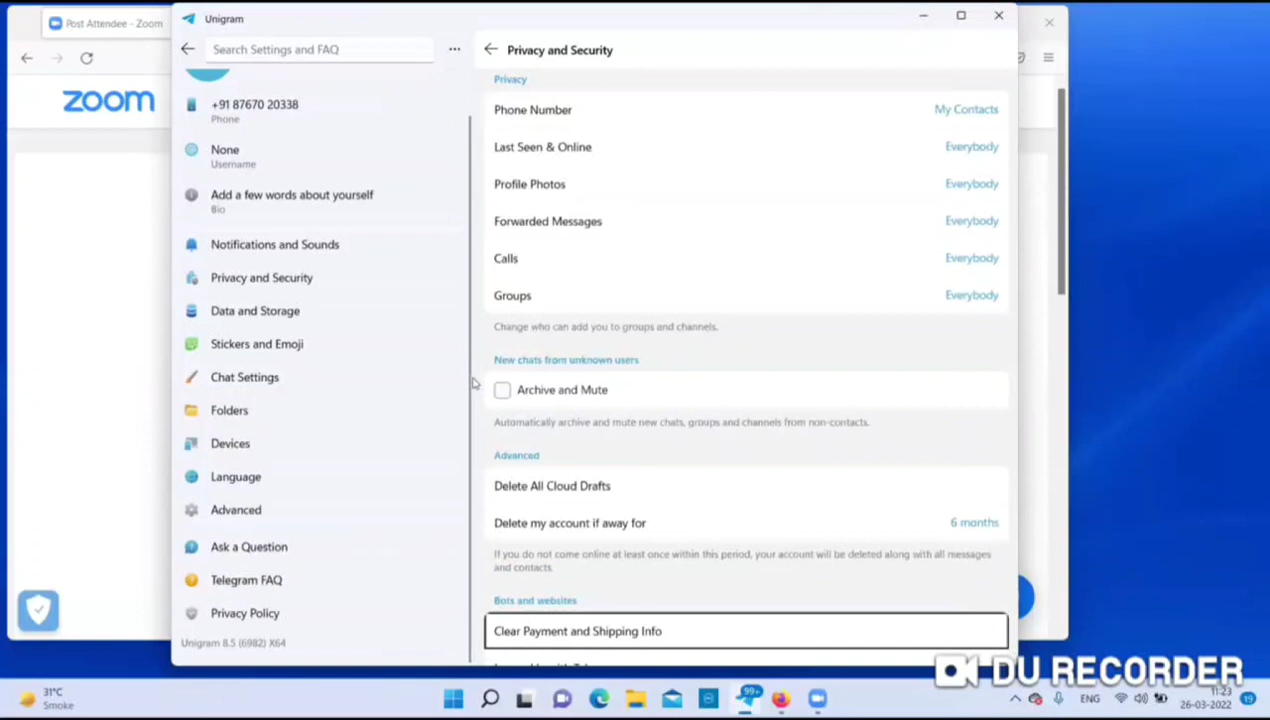 Post Attendee - Zoom
zoom
Unigram
Search Settings and FAQ
+91 87670 20338
Phone
None
Username
Add a few words about yourself
Bio
Notifications and Sounds
Privacy and Security
Data and Storage
Stickers and Emoji
Chat Settings
Folders
Devices
Language
Advanced
Ask a Question
Telegram FAQ
Privacy Policy
Unigram 8.5 (6982) X64
Privacy and Security
Privacy
Phone Number My Contacts
Last Seen & Online Everybody
Profile Photos Everybody
Forwarded Messages Everybody
Calls Everybody
Groups Everybody
Change who can add you to groups and channels.
New chats from unknown users
Archive and Mute
Automatically archive and mute new chats, groups and channels from non-contacts.
Advanced
Delete All Cloud Drafts
Delete my account if away for 6 months
If you do not come online at least once within this period, your account will be deleted along with all messages
and contacts.
Bots and websites
Clear Payment and Shipping Info
DU RECORDER
31°C
Smoke
99+
ENG
11:23
26-03-2022
19